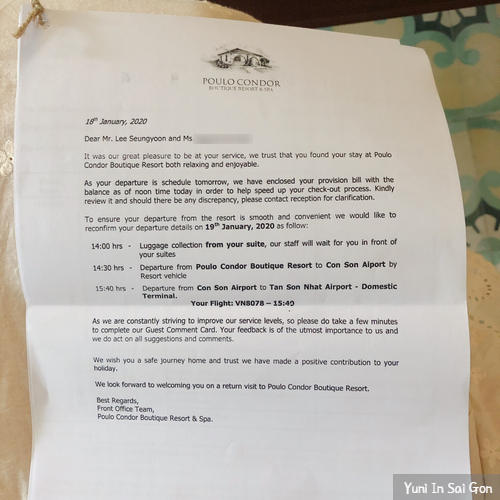 POULO CONDOR
BOUTIQUE RESORT & SPA
18th January, 2020
Dear Mr. Lee Seungyoon and Ms
It was our great pleasure to be at your service, we trust that you found your stay at Poulo
Condor Boutique Resort both relaxing and enjoyable.
As your departure is schedule tomorrow, we have enclosed your provision bill with the
balance as of noon time today in order to help speed up your check-out process. Kindly
review it and should there be any discrepancy, please contact reception for clarification.
To ensure your departure from the resort is smooth and convenient we would like to
reconfirm your departure details on 19th January, 2020 as follow:
14:00 hrs - Luggage collection from your suite, our staff will wait for you in front of
your suites
14:30 hrs - Departure from Poulo Condor Boutique Resort to Con Son Aiport by
Resort vehicle
15:40 hrs - Departure from Con Son Airport to Tan Son Nhat Airport - Domestic
Terminal.
Your Flight: VN8078 – 15:40
As we are constantly striving to improve our service levels, so please do take a few minutes
to complete our Guest Comment Card. Your feedback is of the utmost importance to us and
we do act on all suggestions and comments.
We wish you a safe journey home and trust we have made a positive contribution to your
holiday.
We look forward to welcoming you on a return visit to Poulo Condor Boutique Resort.
Best Regards,
Front Office Team,
Poulo Condor Boutique Resort & Spa.
Yuni In Sai Gon